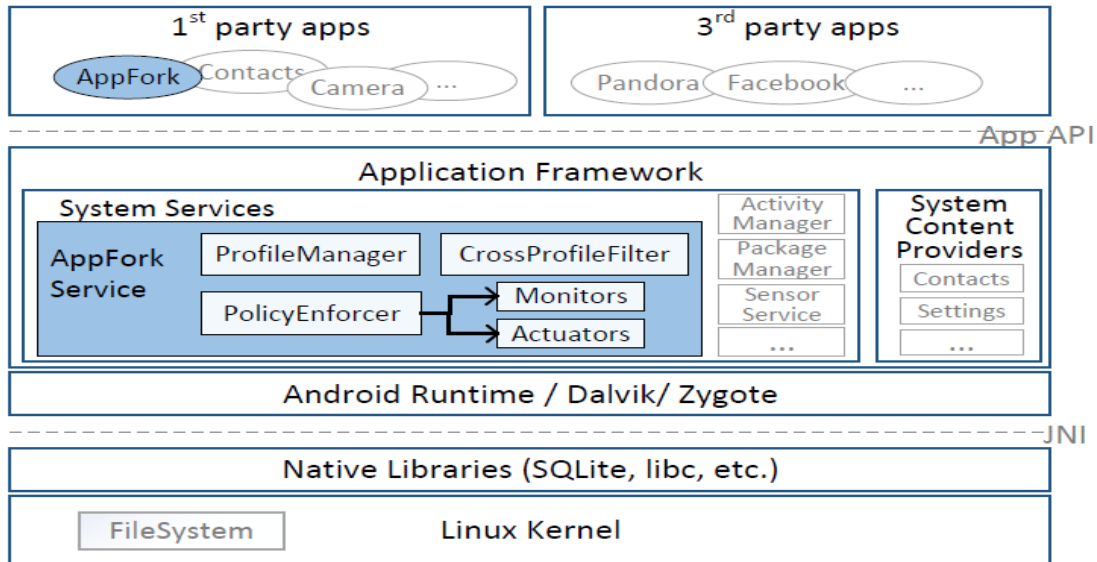 1st party apps
AppFork
Contacts
Camera
...
3rd party apps
Pandora
Facebook
...
App API
Application Framework
System Services
AppFork
Service
ProfileManager
CrossProfileFilter
PolicyEnforcer
Monitors
Actuators
Activity
Manager
Package
Manager
Sensor
Service
...
System
Content
Providers
Contacts
Settings
...
Android Runtime / Dalvik/ Zygote
JNI
Native Libraries (SQLite, libc, etc.)
FileSystem
Linux Kernel